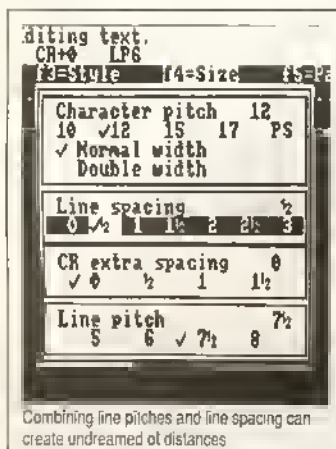 diting text.
CR+0 LP6
f3=Style f4=Size f5=Pa
Character pitch 12
10 ✓12 15 17 PS
✓ Normal width
Double width
Line spacing ½
0 ✓½ 1 1½ 2 2½ 3
CR extra spacing 0
✓ 0 ½ 1 1½
Line pitch 7½
5 6 ✓ 7½ 8
Combining line pitches and line spacing can
create undreamed of distances